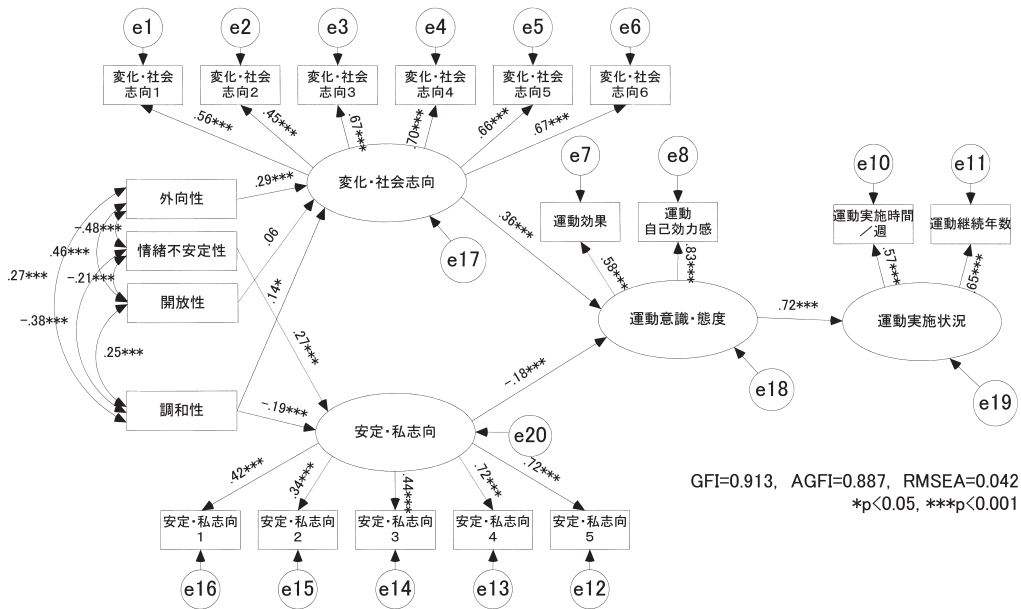 e1
e2
e3
e4
e5
e6
変化・社会
志向1
変化・社会
志向2
変化・社会
志向3
変化・社会
志向4
変化・社会
志向5
変化・社会
志向6
.56***
.45***
.67***
.70***
.66***
.67***
変化・社会志向
e17
外向性
情緒不安定性
開放性
調和性
.29***
.06
.14*
.27***
-.19***
-.48***
.46***
.27***
-.21***
-.38***
.25***
.36***
-.18***
e7
e8
運動効果
運動
自己効力感
.58***
.83***
運動意識・態度
e18
.72***
e10
e11
運動実施時間
／週
運動継続年数
.57***
.65***
運動実施状況
e19
安定・私志向
e20
.42***
.34***
.44***
.72***
.72***
安定・私志向
1
安定・私志向
2
安定・私志向
3
安定・私志向
4
安定・私志向
5
e16
e15
e14
e13
e12
GFI=0.913, AGFI=0.887, RMSEA=0.042
*p<0.05, ***p<0.001